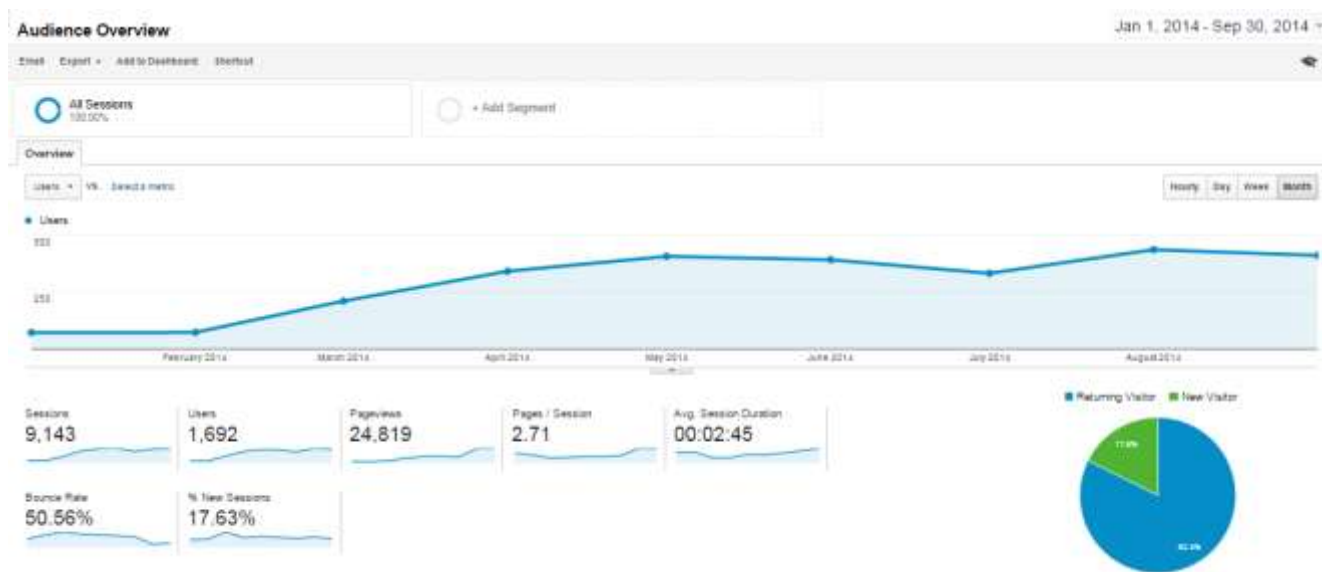 Audience Overview
Jan 1, 2014 - Sep 30, 2014
Email Export Add to Dashboard Shortcut
All Sessions
100.00%
+ Add Segment
Overview
Users VS. Select a metric
Hourly Day Week Month
Users
500
250
February 2014 March 2014 April 2014 May 2014 June 2014 July 2014 August 2014
Returning Visitor New Visitor
Sessions Users Pageviews Pages / Session Avg. Session Duration
9,143 1,692 24,819 2.71 00:02:45
Bounce Rate % New Sessions
50.56% 17.63%